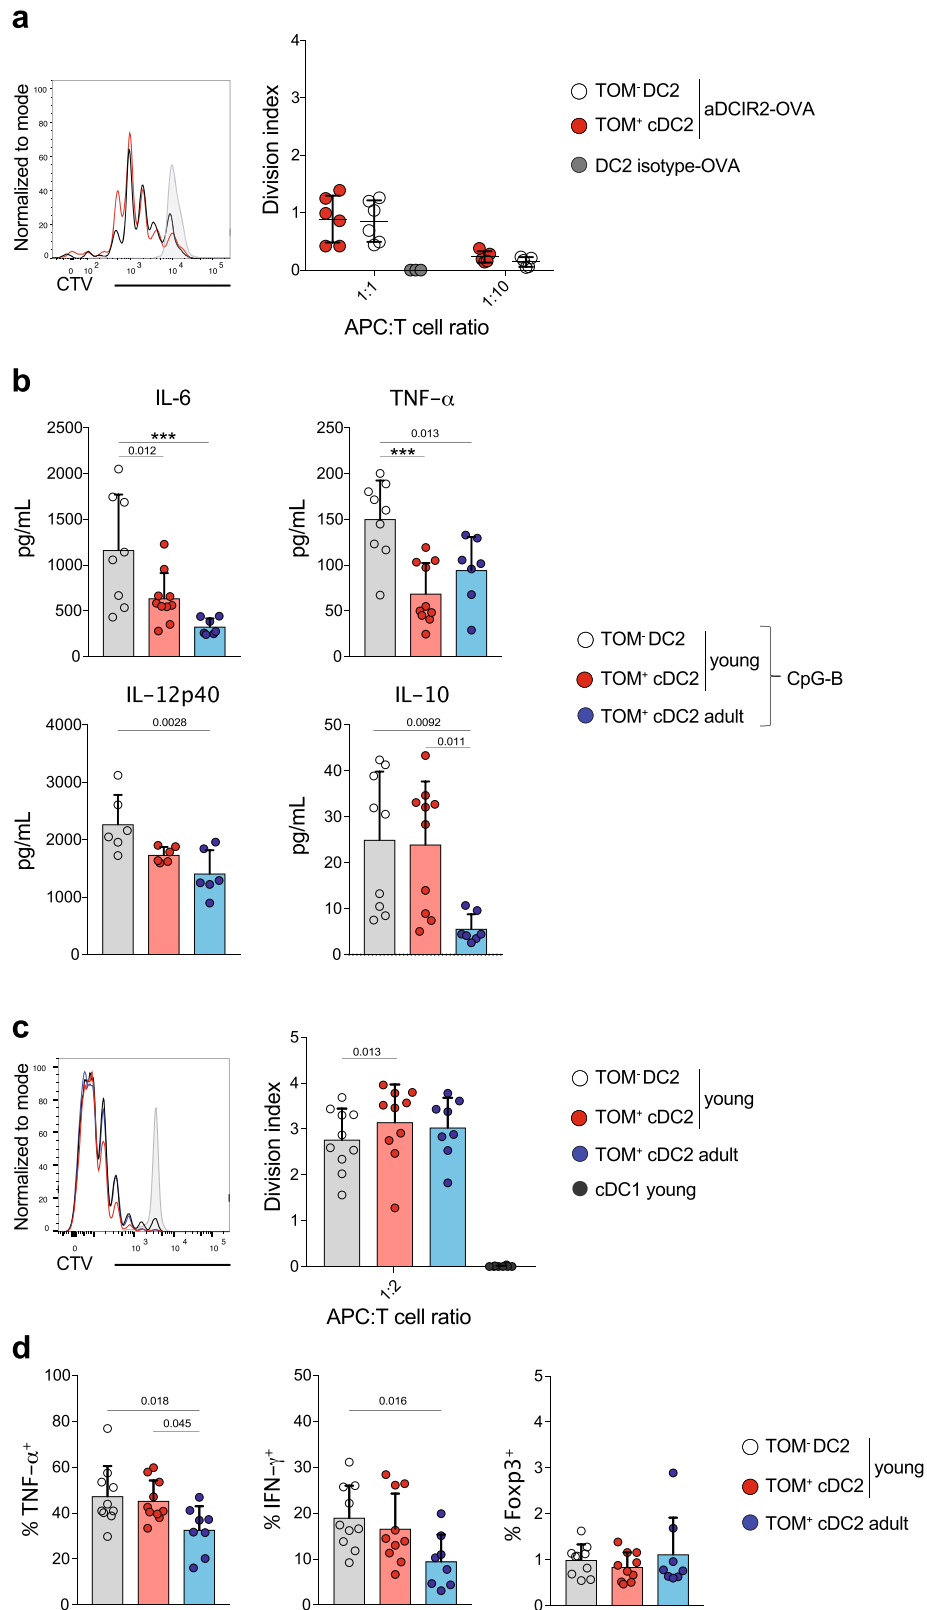 a
Normalized to mode
100
80
60
40
20
0
0 10 2 10 3 10 4 10 5
CTV
Division index
4
3
2
1
0
1:1 1:10
APC:T cell ratio
TOM- DC2
TOM+ cDC2
aDCIR2-OVA
DC2 isotype-OVA
b
IL-6
pg/mL
2500
2000
1500
1000
500
0
***
0.012
TNF-α
pg/mL
250
200
150
100
50
0
0.013
***
IL-12p40
pg/mL
4000
3000
2000
1000
0
0.0028
IL-10
pg/mL
50
40
30
20
10
0
0.0092
0.011
TOM- DC2
TOM+ cDC2
young
TOM+ cDC2 adult
CpG-B
c
Normalized to mode
100
80
60
40
20
0
0 10 3 10 4 10 5
CTV
Division index
5
4
3
2
1
0
0.013
1:2
APC:T cell ratio
TOM- DC2
TOM+ cDC2
young
TOM+ cDC2 adult
cDC1 young
d
% TNF-α+
100
80
60
40
20
0
0.018
0.045
% IFN-γ+
50
40
30
20
10
0
0.016
% Foxp3+
5
4
3
2
1
0
TOM- DC2
TOM+ cDC2
young
TOM+ cDC2 adult